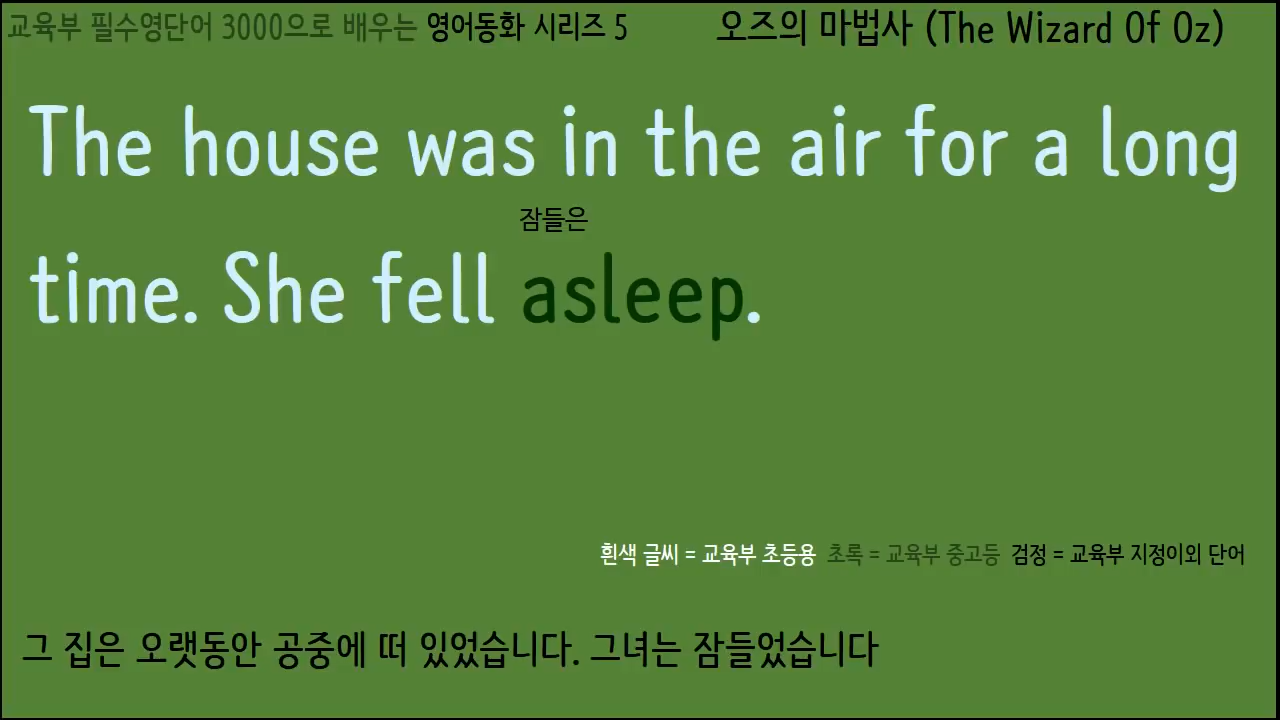 교육부 필수영단어 3000으로 배우는 영어동화 시리즈 5 오즈의 마법사 (The Wizard Of Oz)
The house was in the air for a long
잠들은
time. She fell asleep.
흰색 글씨 = 교육부 초등용 초록 = 교육부 중고등 검정 = 교육부 지정이외 단어
그 집은 오랫동안 공중에 떠 있었습니다. 그녀는 잠들었습니다